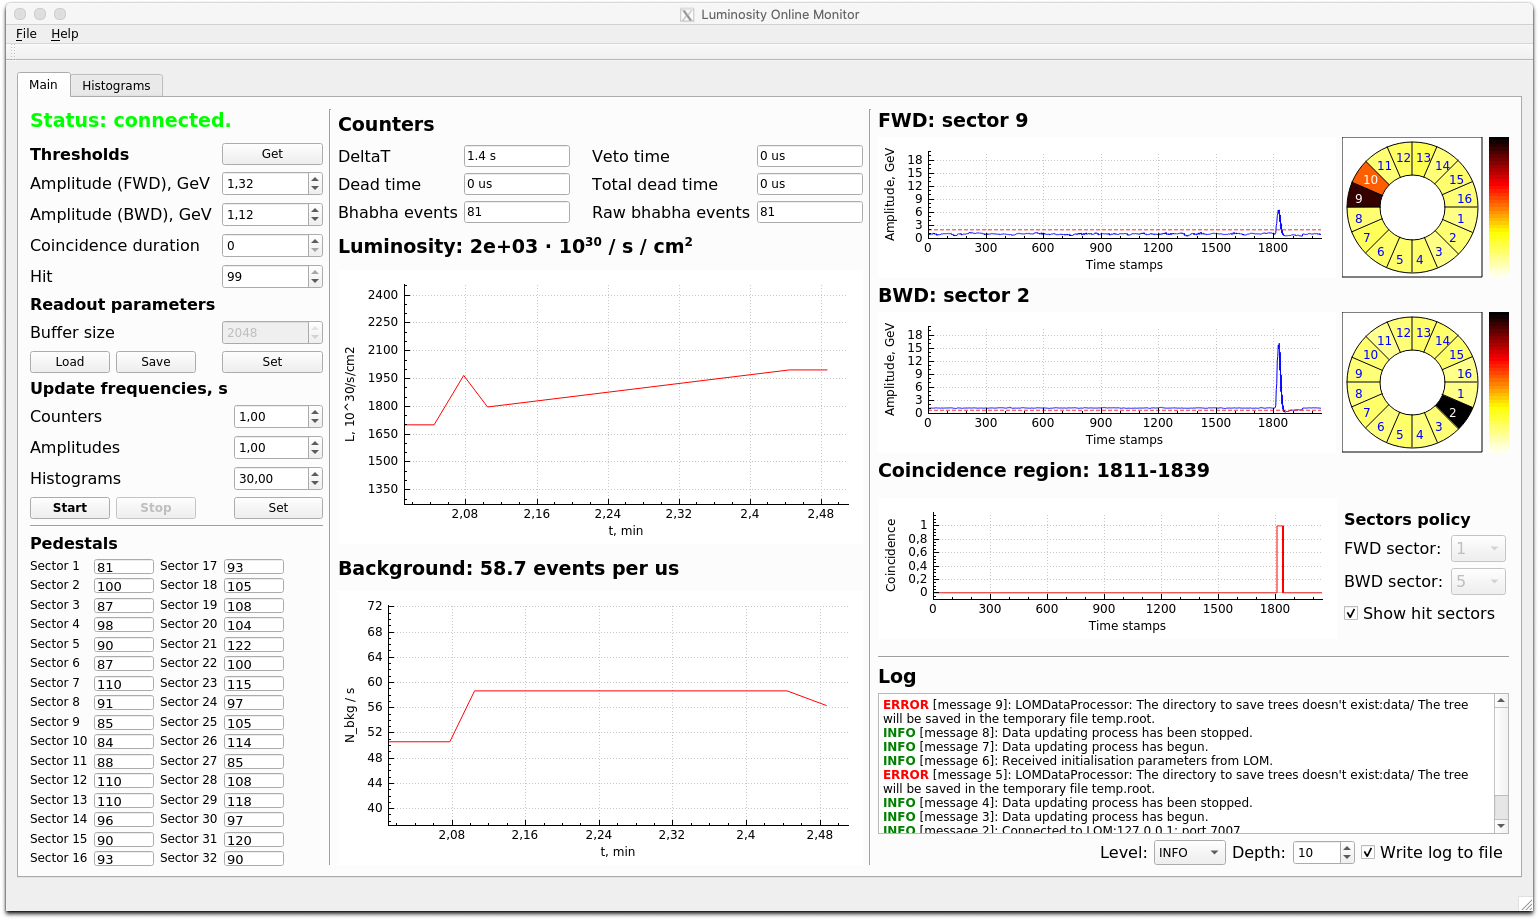 Luminosity Online Monitor
File Help
Main Histograms
Status: connected.
Thresholds Get
Amplitude (FWD), GeV 1,32
Amplitude (BWD), GeV 1,12
Coincidence duration 0
Hit 99
Readout parameters
Buffer size 2048
Load Save Set
Update frequencies, s
Counters 1,00
Amplitudes 1,00
Histograms 30,00
Start Stop Set
Pedestals
Sector 1 81 Sector 17 93
Sector 2 100 Sector 18 105
Sector 3 87 Sector 19 108
Sector 4 98 Sector 20 104
Sector 5 90 Sector 21 122
Sector 6 87 Sector 22 100
Sector 7 110 Sector 23 115
Sector 8 91 Sector 24 97
Sector 9 85 Sector 25 105
Sector 10 84 Sector 26 114
Sector 11 88 Sector 27 85
Sector 12 110 Sector 28 108
Sector 13 110 Sector 29 118
Sector 14 96 Sector 30 97
Sector 15 90 Sector 31 120
Sector 16 93 Sector 32 90
Counters
DeltaT 1.4 s Veto time 0 us
Dead time 0 us Total dead time 0 us
Bhabha events 81 Raw bhabha events 81
Luminosity: 2e+03 · 10³⁰ / s / cm²
L, 10^30/s/cm2
2400
2250
2100
1950
1800
1650
1500
1350
2,08 2,16 2,24 2,32 2,4 2,48
t, min
Background: 58.7 events per us
N_bkg / s
72
68
64
60
56
52
48
44
40
2,08 2,16 2,24 2,32 2,4 2,48
t, min
FWD: sector 9
Amplitude, GeV
18
15
12
9
6
3
0
0 300 600 900 1200 1500 1800
Time stamps
1 2 3 4 5 6 7 8 9 10 11 12 13 14 15 16
BWD: sector 2
Amplitude, GeV
18
15
12
9
6
3
0
0 300 600 900 1200 1500 1800
Time stamps
1 2 3 4 5 6 7 8 9 10 11 12 13 14 15 16
Coincidence region: 1811-1839
Coincidence
1
0,8
0,6
0,4
0,2
0
0 300 600 900 1200 1500 1800
Time stamps
Sectors policy
FWD sector: 1
BWD sector: 5
Show hit sectors
Log
ERROR [message 9]: LOMDataProcessor: The directory to save trees doesn't exist:data/ The tree
will be saved in the temporary file temp.root.
INFO [message 8]: Data updating process has been stopped.
INFO [message 7]: Data updating process has begun.
INFO [message 6]: Received initialisation parameters from LOM.
ERROR [message 5]: LOMDataProcessor: The directory to save trees doesn't exist:data/ The tree
will be saved in the temporary file temp.root.
INFO [message 4]: Data updating process has been stopped.
INFO [message 3]: Data updating process has begun.
INFO [message 2]: Connected to LOM:127.0.0.1: port 7007
Level: INFO Depth: 10 Write log to file